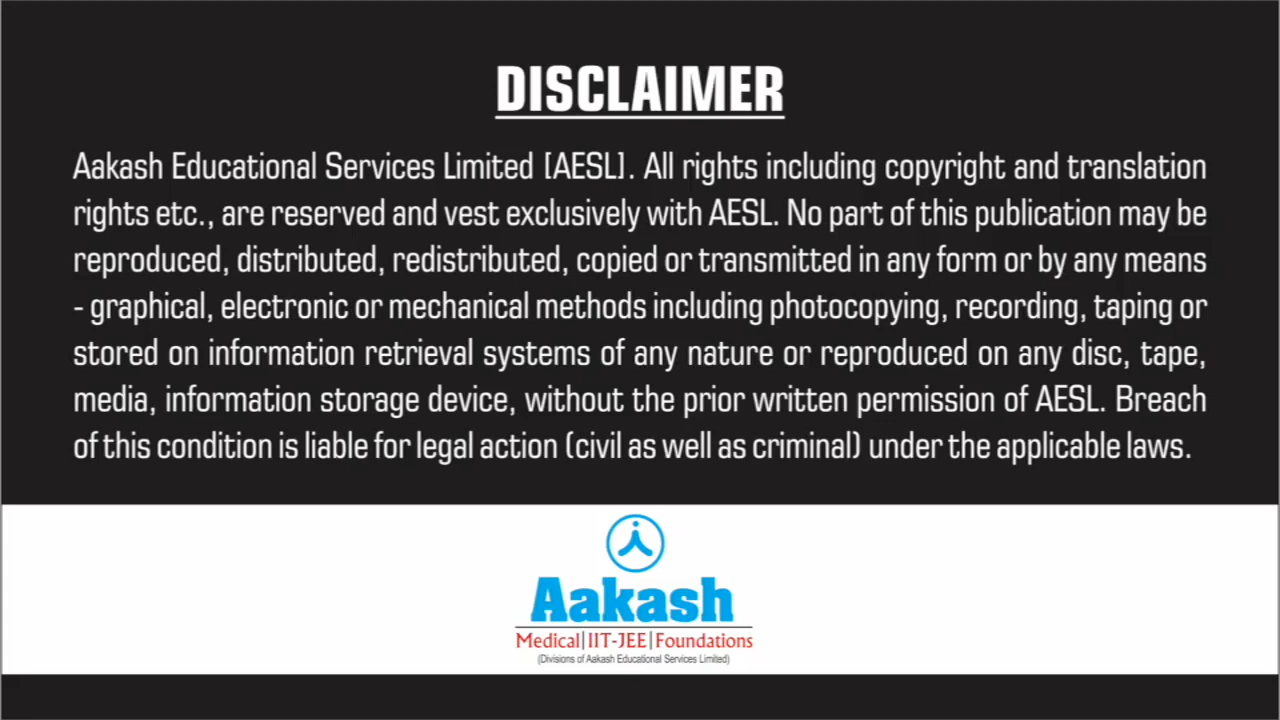 DISCLAIMER
Aakash Educational Services Limited [AESL]. All rights including copyright and translation
rights etc., are reserved and vest exclusively with AESL. No part of this publication may be
reproduced, distributed, redistributed, copied or transmitted in any form or by any means
- graphical, electronic or mechanical methods including photocopying, recording, taping or
stored on information retrieval systems of any nature or reproduced on any disc, tape,
media, information storage device, without the prior written permission of AESL. Breach
of this condition is liable for legal action (civil as well as criminal) under the applicable laws.
Aakash
Medical|IIT-JEE|Foundations
(Divisions of Aakash Educational Services Limited)